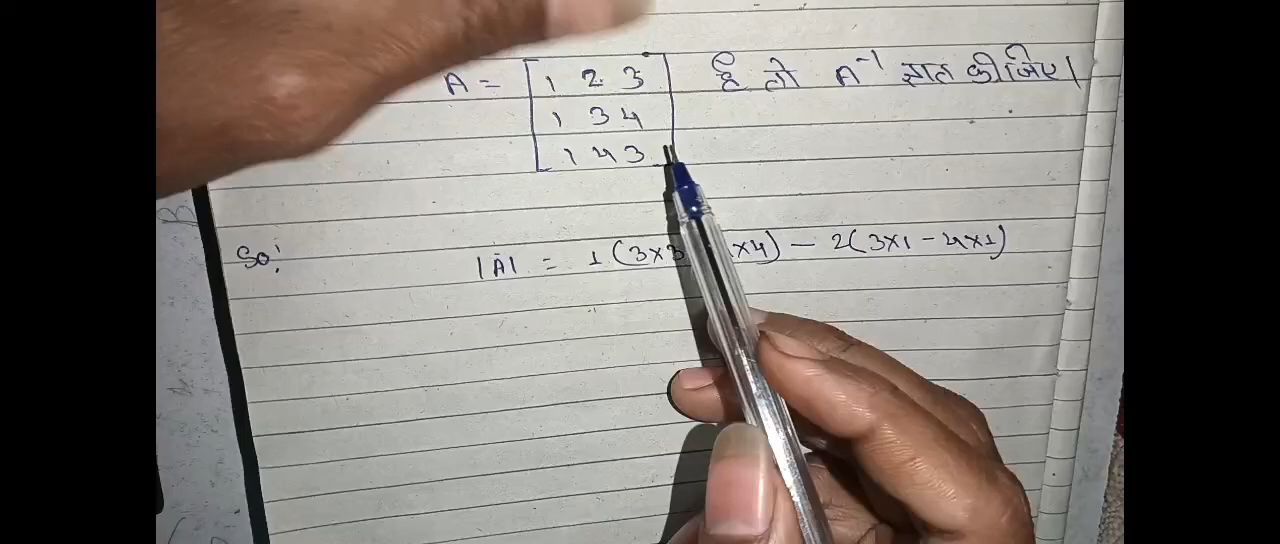 A = [ 1 2 3 है तो A⁻¹ ज्ञात कीजिए।
1 3 4
1 4 3 ]
So!
|A| = 1 (3×3 ×4) - 2(3×1 - 4×1)